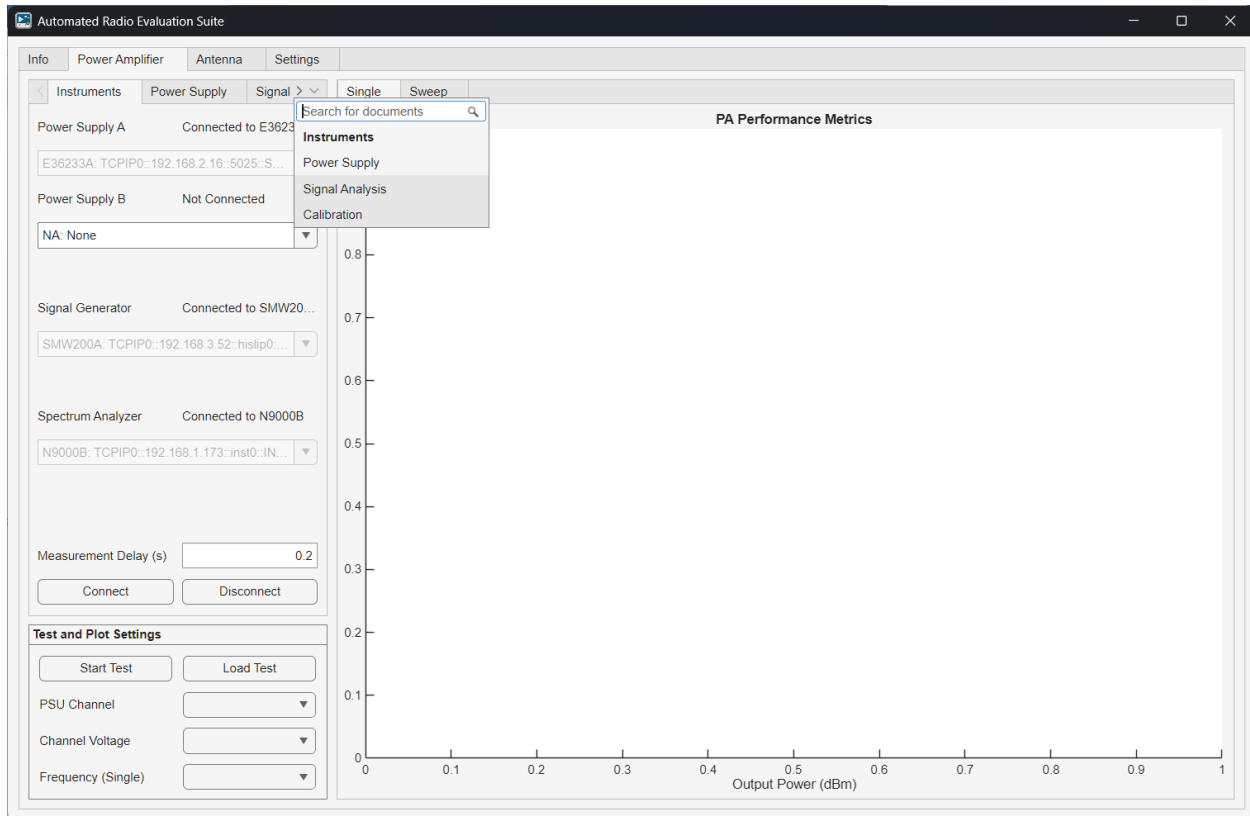 Automated Radio Evaluation Suite
Info Power Amplifier Antenna Settings
Instruments Power Supply Signal
Single Sweep
Search for documents
Instruments
Power Supply
Signal Analysis
Calibration
Power Supply A Connected to E3623
E36233A: TCPIP0::192.168.2.16::5025::S...
Power Supply B Not Connected
NA: None
Signal Generator Connected to SMW20...
SMW200A: TCPIP0::192.168.3.52::hislip0:...
Spectrum Analyzer Connected to N9000B
N9000B: TCPIP0::192.168.1.173::inst0::IN...
Measurement Delay (s) 0.2
Connect Disconnect
Test and Plot Settings
Start Test Load Test
PSU Channel
Channel Voltage
Frequency (Single)
PA Performance Metrics
0.8
0.7
0.6
0.5
0.4
0.3
0.2
0.1
0
0 0.1 0.2 0.3 0.4 0.5 0.6 0.7 0.8 0.9 1
Output Power (dBm)